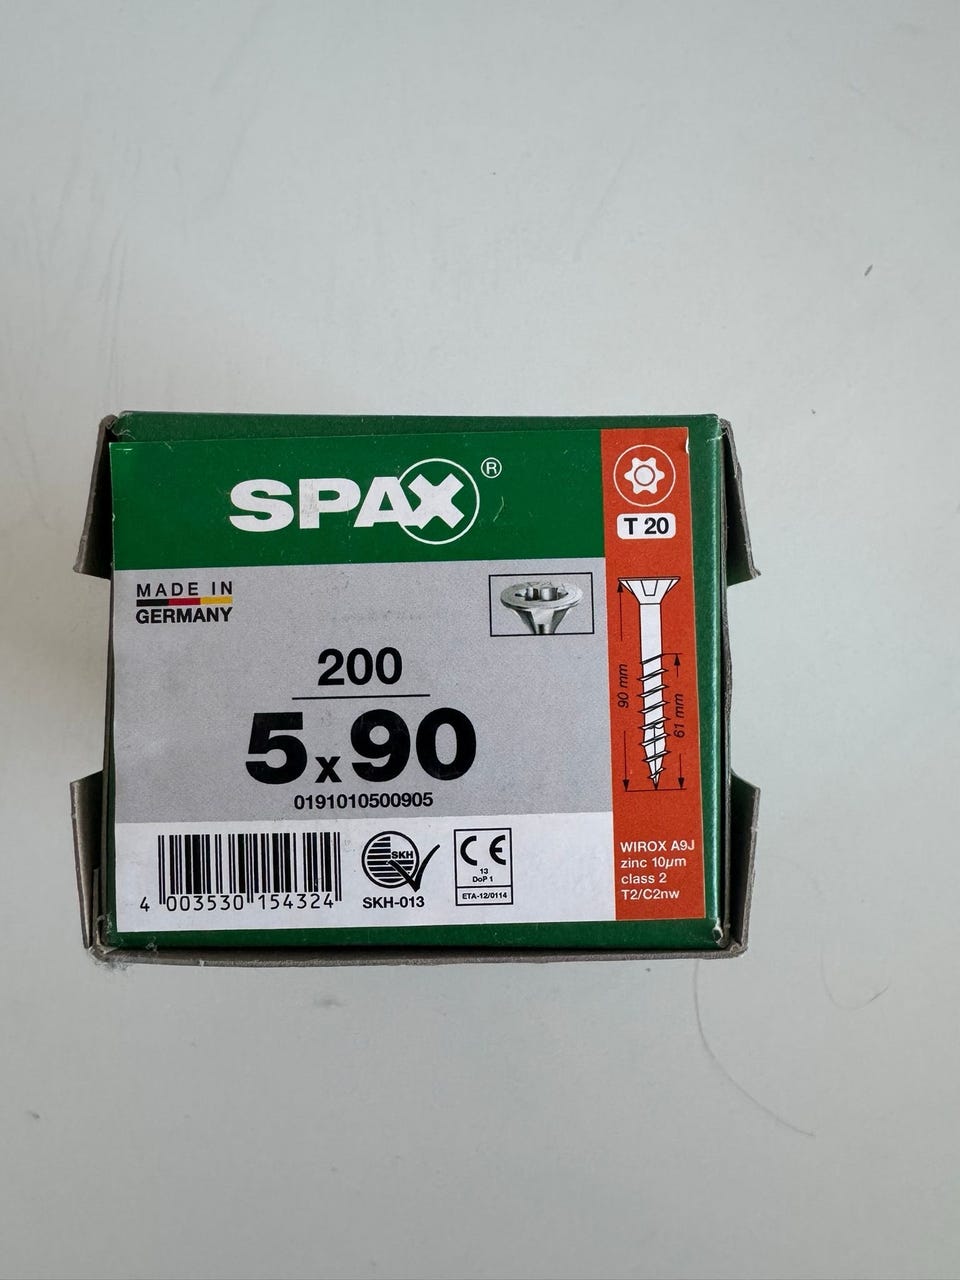 SPAX®
T 20
MADE IN
GERMANY
200
5x90
0191010500905
90 mm
61 mm
4 003530 154324
SKH
SKH-013
CE
13
DoP 1
ETA-12/0114
WIROX A9J
zinc 10µm
class 2
T2/C2nw